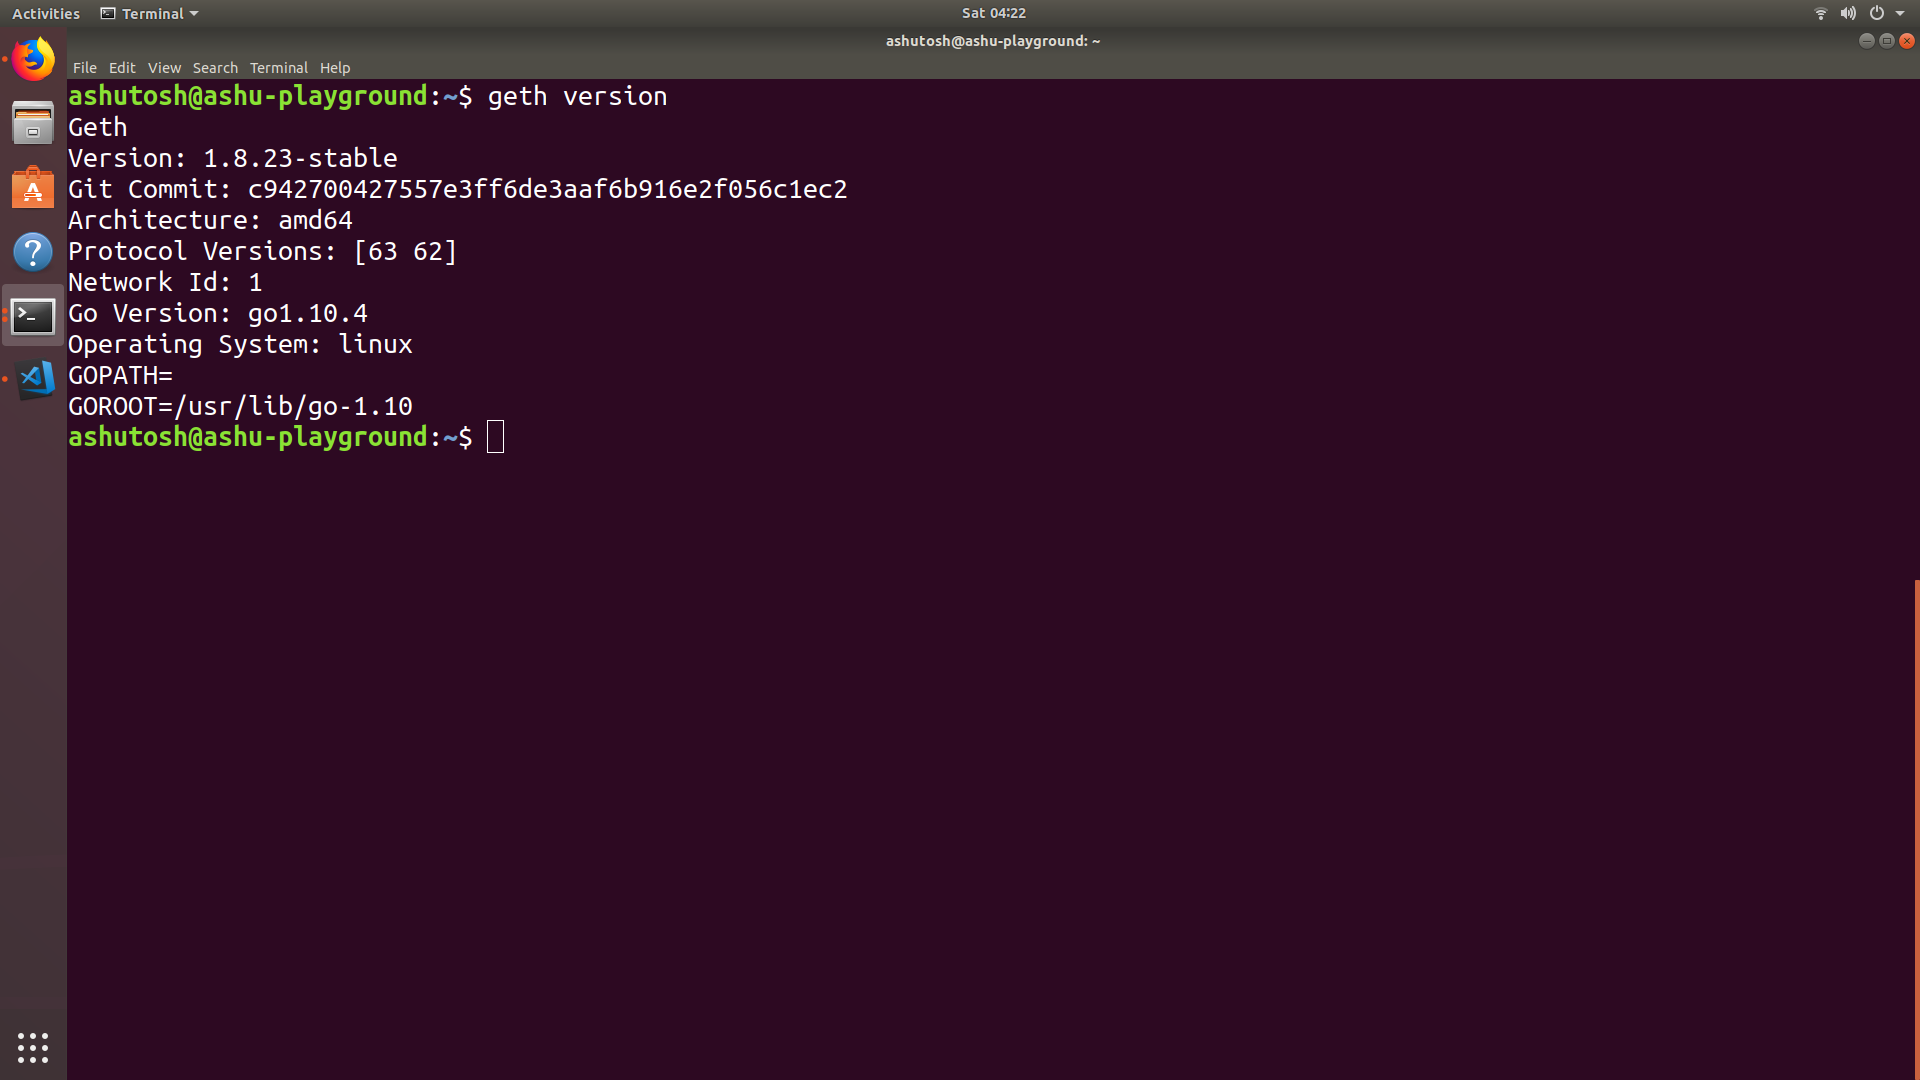 Activities Terminal Sat 04:22
ashutosh@ashu-playground: ~
File Edit View Search Terminal Help
ashutosh@ashu-playground:~$ geth version
Geth
Version: 1.8.23-stable
Git Commit: c942700427557e3ff6de3aaf6b916e2f056c1ec2
Architecture: amd64
Protocol Versions: [63 62]
Network Id: 1
Go Version: go1.10.4
Operating System: linux
GOPATH=
GOROOT=/usr/lib/go-1.10
ashutosh@ashu-playground:~$